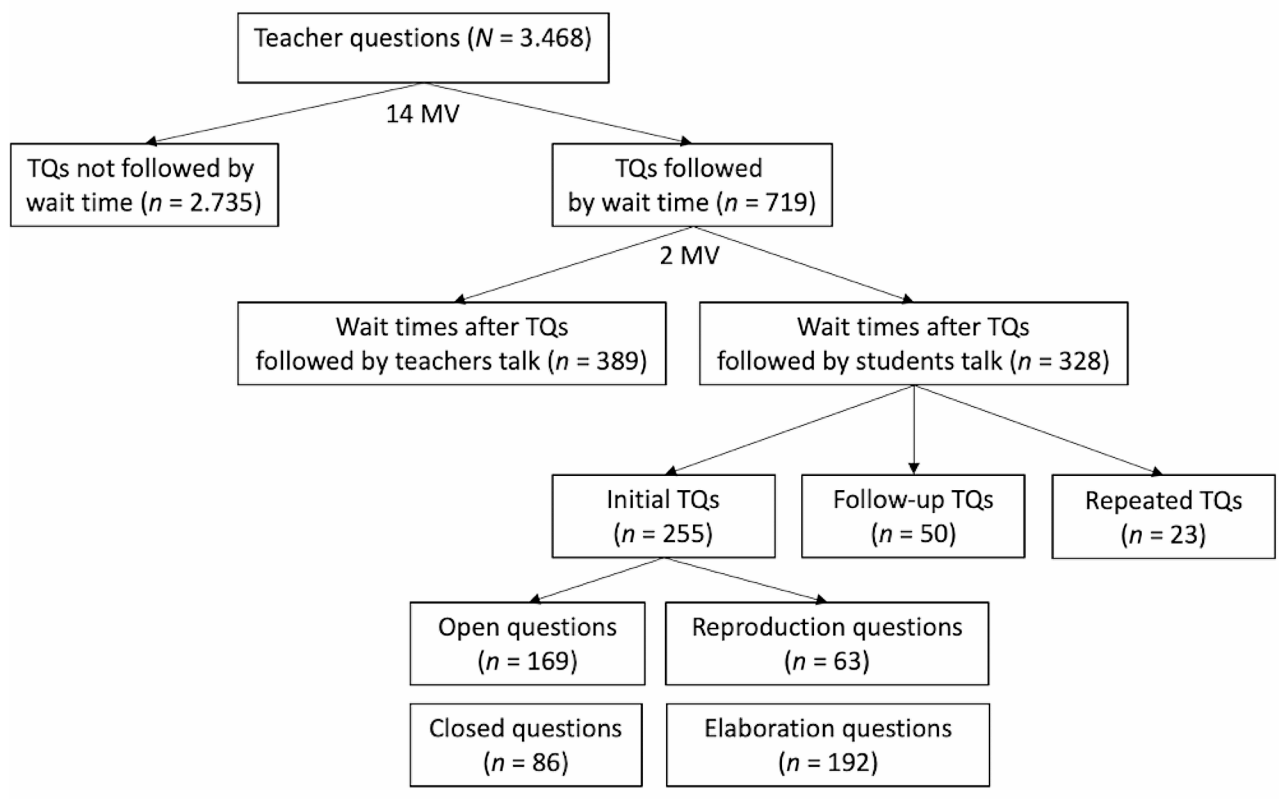 Teacher questions (N = 3.468)
14 MV
TQs not followed by
wait time (n = 2.735)
TQs followed
by wait time (n = 719)
2 MV
Wait times after TQs
followed by teachers talk (n = 389)
Wait times after TQs
followed by students talk (n = 328)
Initial TQs
(n = 255)
Follow-up TQs
(n = 50)
Repeated TQs
(n = 23)
Open questions
(n = 169)
Reproduction questions
(n = 63)
Closed questions
(n = 86)
Elaboration questions
(n = 192)